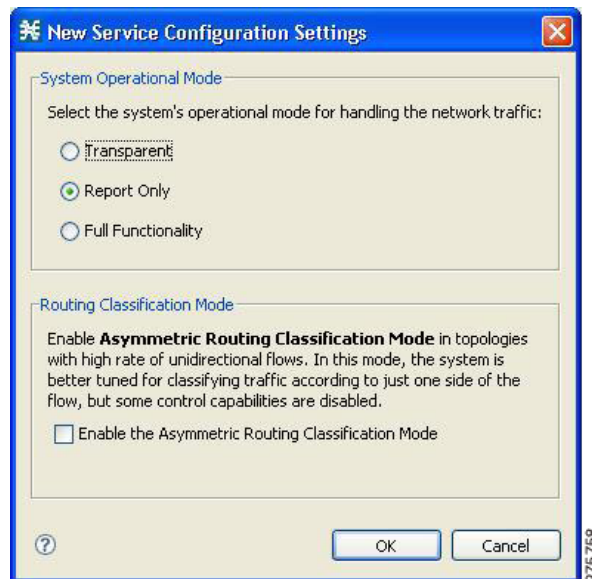 New Service Configuration Settings
System Operational Mode
Select the system's operational mode for handling the network traffic:
Transparent
Report Only
Full Functionality
Routing Classification Mode
Enable Asymmetric Routing Classification Mode in topologies
with high rate of unidirectional flows. In this mode, the system is
better tuned for classifying traffic according to just one side of the
flow, but some control capabilities are disabled.
Enable the Asymmetric Routing Classification Mode
?
OK
Cancel